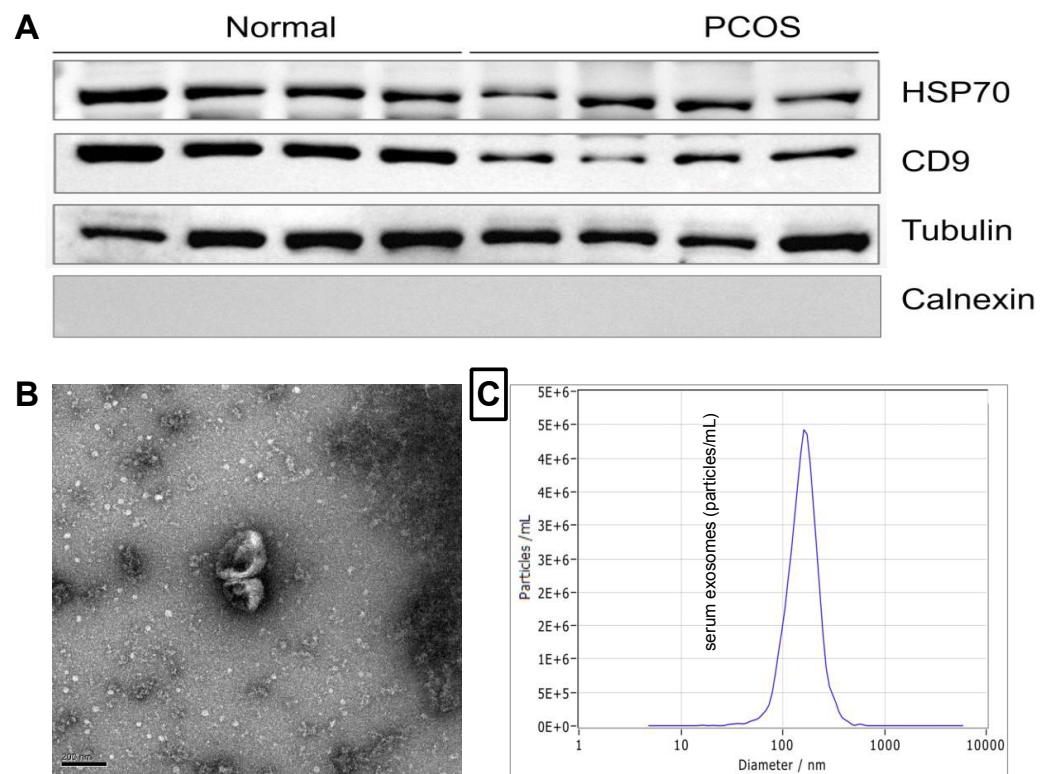 A
Normal
PCOS
HSP70
CD9
Tubulin
Calnexin
B
200 nm
C
5E+6
5E+6
4E+6
4E+6
3E+6
3E+6
2E+6
2E+6
1E+6
5E+5
0E+0
Particles / mL
serum exosomes (particles/mL)
1
10
100
1000
10000
Diameter / nm